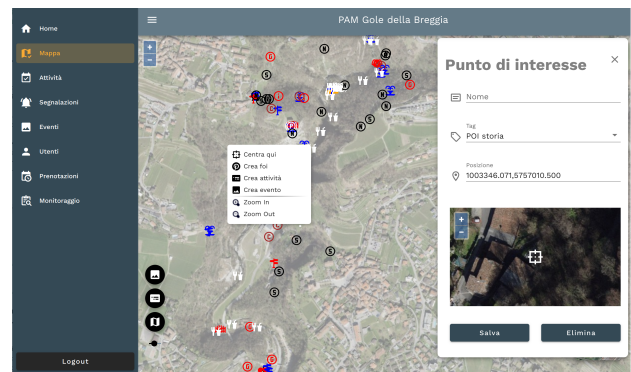 PAM Gole della Breggia
Home
Mappa
Attività
Segnalazioni
Eventi
Utenti
Prenotazioni
Monitoraggio
Logout
+
−
Centra qui
Crea foi
Crea attività
Crea evento
Zoom In
Zoom Out
Punto di interesse
Nome
Tag
POI storia
Posizione
1003346.071,5757010.500
+
−
Salva
Elimina